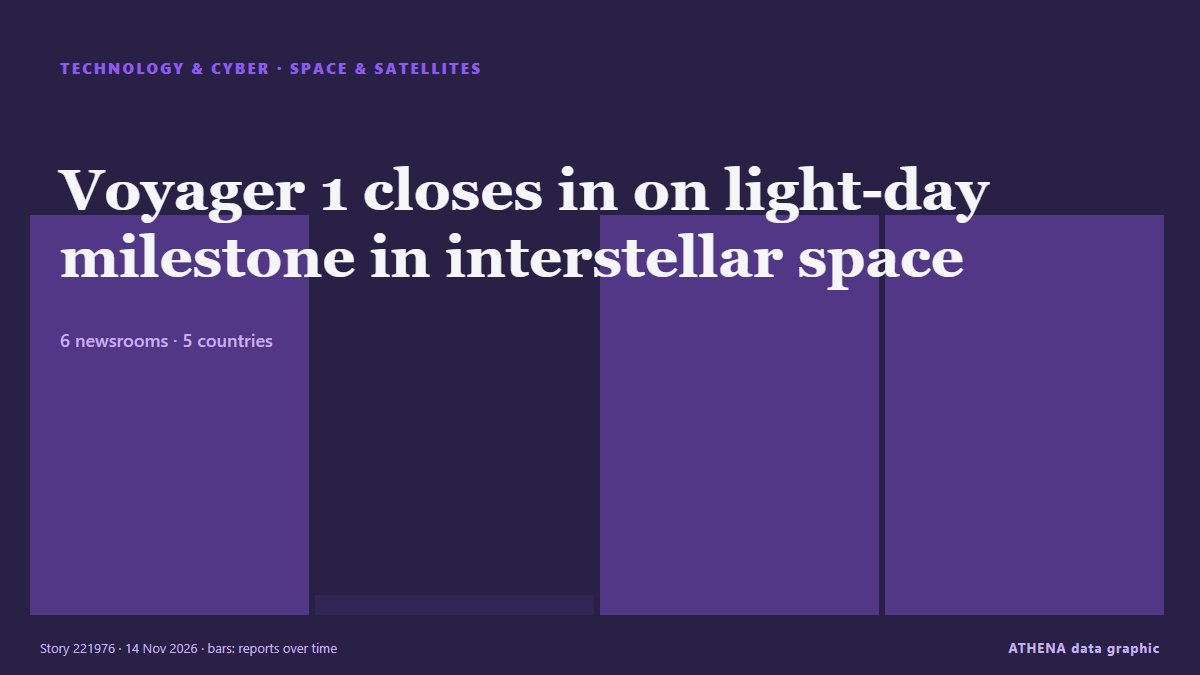 TECHNOLOGY & CYBER · SPACE & SATELLITES
Voyager 1 closes in on light-day
milestone in interstellar space
6 newsrooms · 5 countries
Story 221976 · 14 Nov 2026 · bars: reports over time
ATHENA data graphic